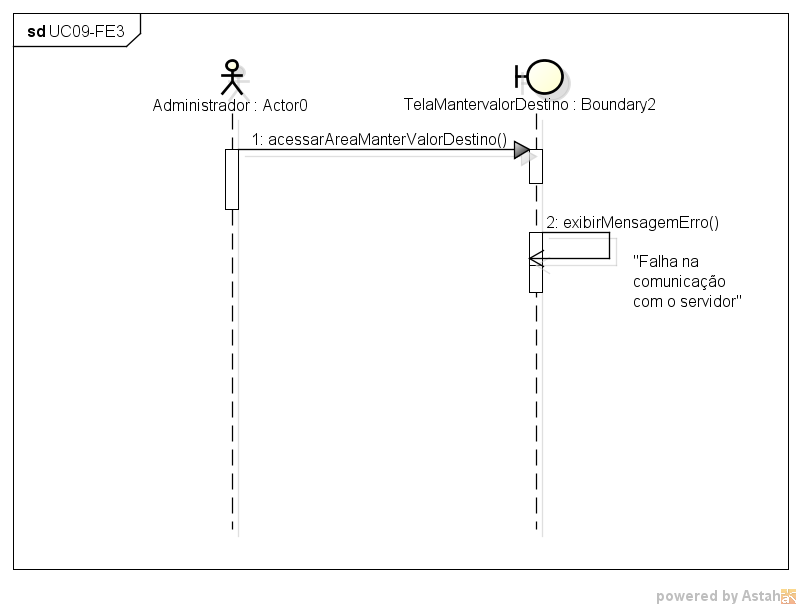 sd UC09-FE3
Administrador : Actor0
TelaMantervalorDestino : Boundary2
1: acessarAreaManterValorDestino()
2: exibirMensagemErro()
"Falha na
comunicação
com o servidor"
powered by Astah